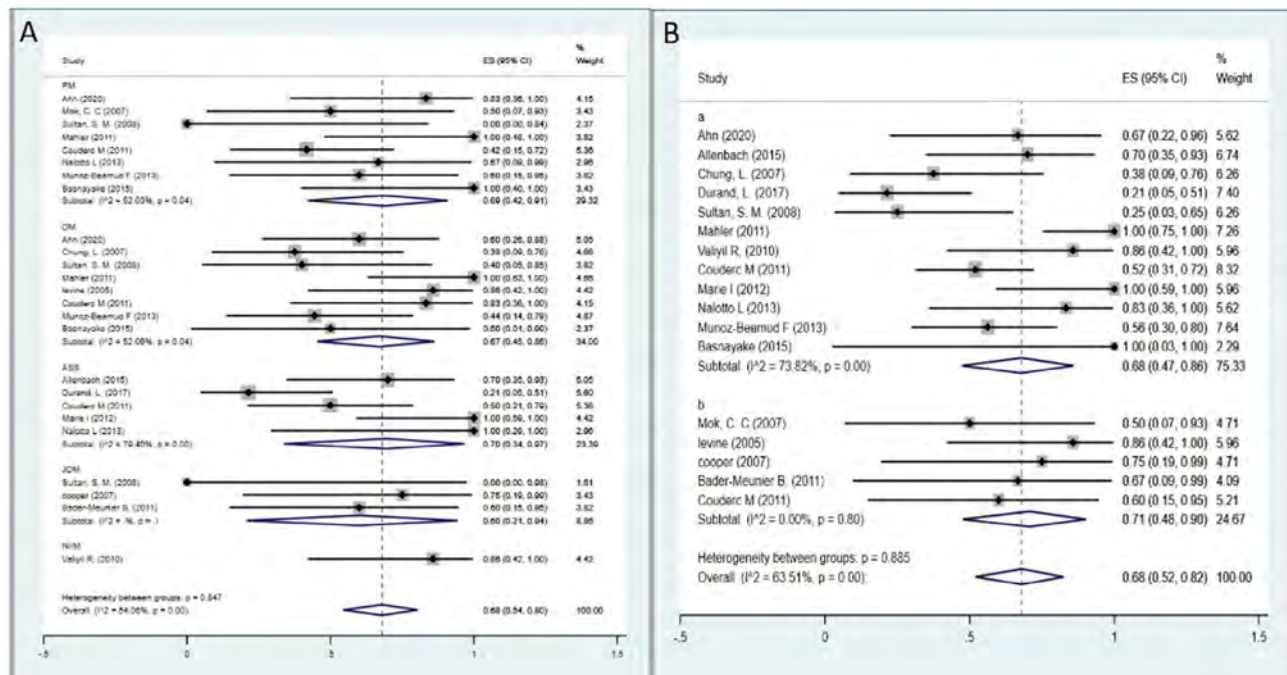 A
%
Study ES (95% CI) Weight
PM
Ahn (2020) 0.83 (0.36, 1.00) 4.15
Mok, C. C (2007) 0.50 (0.07, 0.93) 3.43
Sultan, S. M. (2008) 0.00 (0.00, 0.84) 2.37
Mahler (2011) 1.00 (0.48, 1.00) 3.82
Couderc M (2011) 0.42 (0.15, 0.72) 5.36
Nalotto L (2013) 0.67 (0.09, 0.99) 2.96
Munoz-Beamud F (2013) 0.60 (0.15, 0.95) 3.82
Basnayake (2015) 1.00 (0.40, 1.00) 3.43
Subtotal (I^2 = 52.03%, p = 0.04) 0.69 (0.42, 0.91) 29.32
DM
Ahn (2020) 0.60 (0.26, 0.88) 5.05
Chung, L. (2007) 0.38 (0.09, 0.76) 4.66
Sultan, S. M. (2008) 0.40 (0.05, 0.85) 3.82
Mahler (2011) 1.00 (0.63, 1.00) 4.66
levine (2005) 0.86 (0.42, 1.00) 4.42
Couderc M (2011) 0.83 (0.36, 1.00) 4.15
Munoz-Beamud F (2013) 0.44 (0.14, 0.79) 4.87
Basnayake (2015) 0.50 (0.01, 0.99) 2.37
Subtotal (I^2 = 52.06%, p = 0.04) 0.67 (0.45, 0.86) 34.00
ASS
Allenbach (2015) 0.70 (0.35, 0.93) 5.05
Durand, L. (2017) 0.21 (0.05, 0.51) 5.60
Couderc M (2011) 0.50 (0.21, 0.79) 5.36
Marie I (2012) 1.00 (0.59, 1.00) 4.42
Nalotto L (2013) 1.00 (0.29, 1.00) 2.96
Subtotal (I^2 = 79.40%, p = 0.00) 0.70 (0.34, 0.97) 23.39
JDM
Sultan, S. M. (2008) 0.00 (0.00, 0.98) 1.61
cooper (2007) 0.75 (0.19, 0.99) 3.43
Bader-Meunier B. (2011) 0.60 (0.15, 0.95) 3.82
Subtotal (I^2 = .%, p = .) 0.60 (0.21, 0.94) 8.86
Valiyil R. (2010) 0.86 (0.42, 1.00) 4.42
Heterogeneity between groups: p = 0.847
Overall (I^2 = 54.06%, p = 0.00) 0.68 (0.54, 0.80) 100.00
-.5 0 .5 1 1.5
B
%
Study ES (95% CI) Weight
a
Ahn (2020) 0.67 (0.22, 0.96) 5.62
Allenbach (2015) 0.70 (0.35, 0.93) 6.74
Chung, L. (2007) 0.38 (0.09, 0.76) 6.26
Durand, L. (2017) 0.21 (0.05, 0.51) 7.40
Sultan, S. M. (2008) 0.25 (0.03, 0.65) 6.26
Mahler (2011) 1.00 (0.75, 1.00) 7.26
Valiyil R. (2010) 0.86 (0.42, 1.00) 5.96
Couderc M (2011) 0.52 (0.31, 0.72) 8.32
Marie I (2012) 1.00 (0.59, 1.00) 5.96
Nalotto L (2013) 0.83 (0.36, 1.00) 5.62
Munoz-Beemud F (2013) 0.56 (0.30, 0.80) 7.64
Basnayake (2015) 1.00 (0.03, 1.00) 2.29
Subtotal (I^2 = 73.82%, p = 0.00) 0.68 (0.47, 0.86) 75.33
b
Mok, C. C (2007) 0.50 (0.07, 0.93) 4.71
levine (2005) 0.86 (0.42, 1.00) 5.96
cooper (2007) 0.75 (0.19, 0.99) 4.71
Bader-Meunier B. (2011) 0.67 (0.09, 0.99) 4.09
Couderc M (2011) 0.60 (0.15, 0.95) 5.21
Subtotal (I^2 = 0.00%, p = 0.80) 0.71 (0.48, 0.90) 24.67
Heterogeneity between groups: p = 0.885
Overall (I^2 = 63.51%, p = 0.00) 0.68 (0.52, 0.82) 100.00
-.5 0 .5 1 1.5